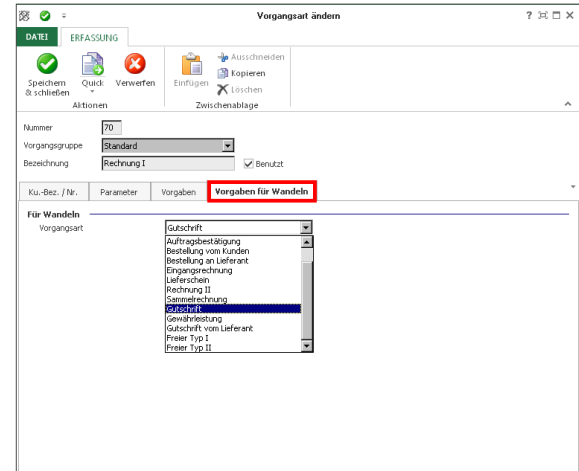 Vorgangsart ändern
?
DATEI ERFASSUNG
Speichern & schließen
Quick
Verwerfen
Aktionen
Einfügen
Ausschneiden
Kopieren
Löschen
Zwischenablage
Nummer 70
Vorgangsgruppe Standard
Bezeichnung Rechnung I Benutzt
Ku.-Bez. / Nr. Parameter Vorgaben Vorgaben für Wandeln
Für Wandeln
Vorgangsart Gutschrift
Auftragsbestätigung
Bestellung vom Kunden
Bestellung an Lieferant
Eingangsrechnung
Lieferschein
Rechnung II
Sammelrechnung
Gutschrift
Gewährleistung
Gutschrift vom Lieferant
Freier Typ I
Freier Typ II